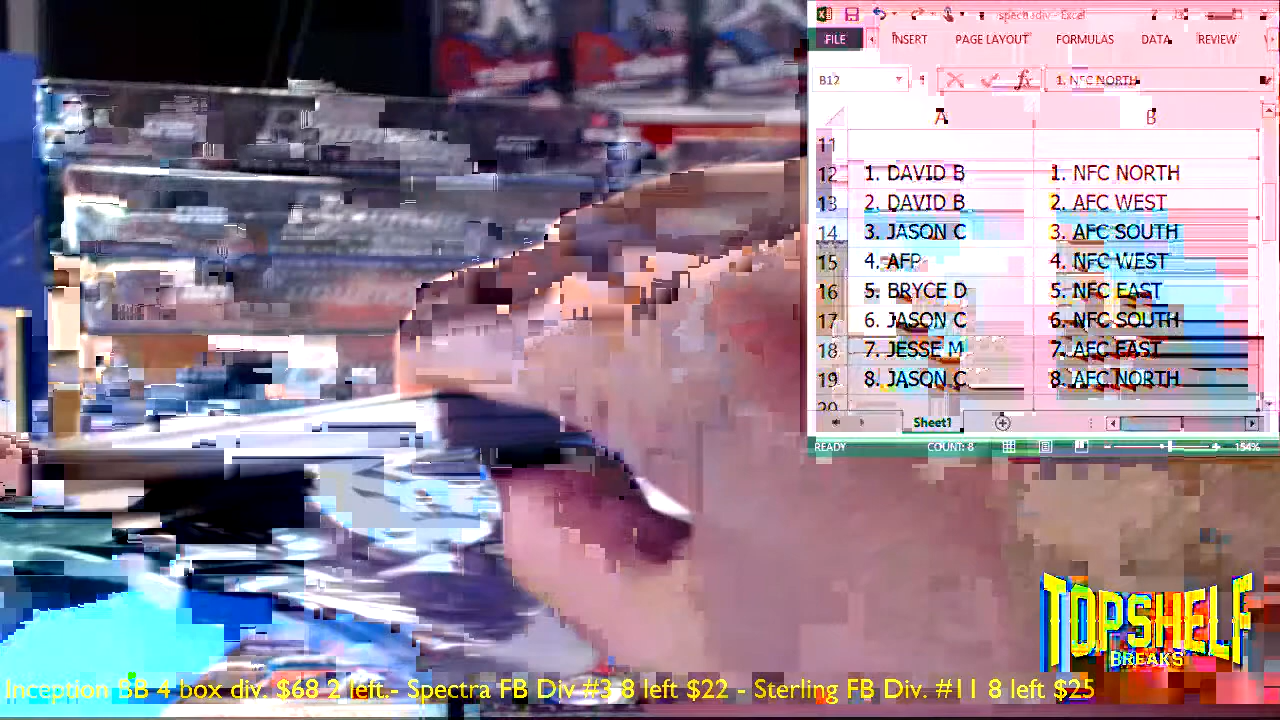 FILE INSERT PAGE LAYOUT FORMULAS DATA REVIEW
B12 1. NFC NORTH
A B
11
12 1. DAVID B 1. NFC NORTH
13 2. DAVID B 2. AFC WEST
14 3. JASON C 3. AFC SOUTH
15 4. AFP 4. NFC WEST
16 5. BRYCE D 5. NFC EAST
17 6. JASON C 6. NFC SOUTH
18 7. JESSE M 7. AFC EAST
19 8. JASON C 8. AFC NORTH
20
Sheet1
READY COUNT: 8 154%
TOPSHELF
BREAKS
Inception BB 4 box div. $68 2 left.- Spectra FB Div #3 8 left $22 - Sterling FB Div. #11 8 left $25